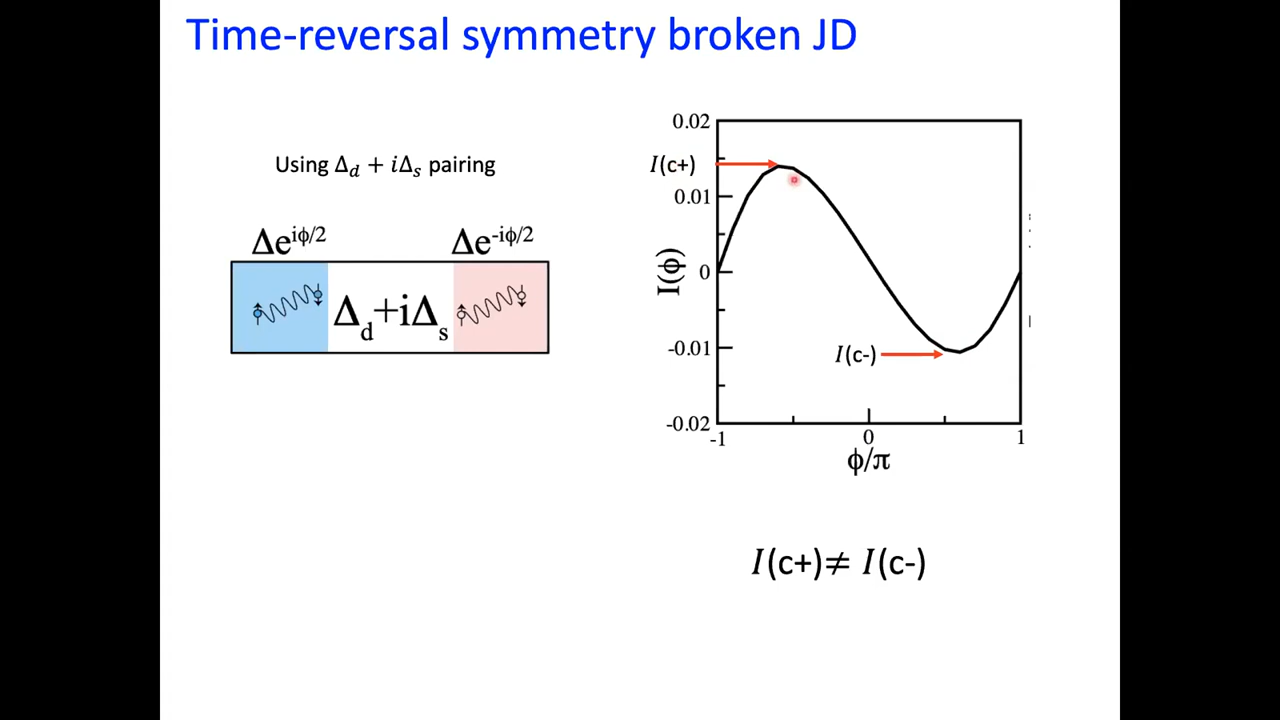 Time-reversal symmetry broken JD
Using Δ_d + iΔ_s pairing
Δe^{iϕ/2}
Δe^{-iϕ/2}
Δ_d+iΔ_s
0.02
I(c+)
0.01
I(ϕ)
0
-0.01
I(c-)
-0.02
-1
0
1
ϕ/π
I(c+)≠ I(c-)